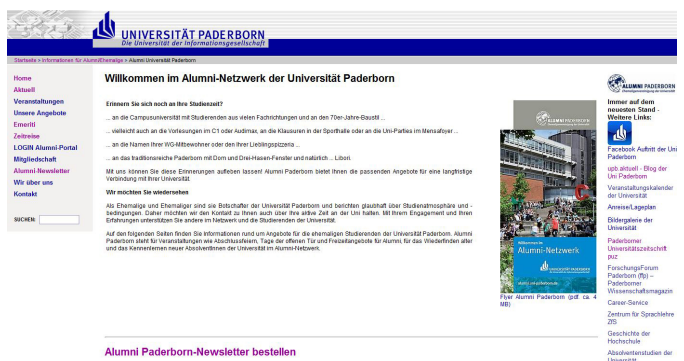 UNIVERSITÄT PADERBORN
Die Universität der Informationsgesellschaft
Startseite > Informationen für Alumni/Ehemalige > Alumni Universität Paderborn
Home
Aktuell
Veranstaltungen
Unsere Angebote
Emeriti
Zeitreise
LOGIN Alumni-Portal
Mitgliedschaft
Alumni-Newsletter
Wir über uns
Kontakt
SUCHEN:
Willkommen im Alumni-Netzwerk der Universität Paderborn
Erinnern Sie sich noch an Ihre Studienzeit?
... an die Campusuniversität mit Studierenden aus vielen Fachrichtungen und an den 70er-Jahre-Baustil ...
... vielleicht auch an die Vorlesungen im C1 oder Audimax, an die Klausuren in der Sporthalle oder an die Uni-Parties im Mensafoyer ...
... an die Namen Ihrer WG-Mitbewohner oder den Ihrer Lieblingspizzeria ...
... an das traditionsreiche Paderborn mit Dom und Drei-Hasen-Fenster und natürlich ... Libori.
Mit uns können Sie diese Erinnerungen aufleben lassen! Alumni Paderborn bietet Ihnen die passenden Angebote für eine langfristige
Verbindung mit Ihrer Universität.
Wir möchten Sie wiedersehen
Als Ehemalige und Ehemaliger sind sie Botschafter der Universität Paderborn und berichten glaubhaft über Studienatmosphäre und -
bedingungen. Daher möchten wir den Kontakt zu Ihnen auch über Ihre aktive Zeit an der Uni halten. Mit Ihrem Engagement und Ihren
Erfahrungen unterstützen Sie andere im Netzwerk und die Studierenden der Universität.
Auf den folgenden Seiten finden Sie Informationen rund um Angebote für die ehemaligen Studierenden der Universität Paderborn. Alumni
Paderborn steht für Veranstaltungen wie Abschlussfeiern, Tage der offenen Tür und Freizeitangebote für Alumni, für das Wiederfinden alter
und das Kennenlernen neuer AbsolventInnen der Universität im Alumni-Netzwerk.
Alumni Paderborn-Newsletter bestellen
ALUMNI PADERBORN
C
Willkommen im
Alumni-Netzwerk
UNIVERSITÄT PADERBORN
Flyer Alumni Paderborn (pdf ca. 4
MB)
ALUMNI PADERBORN
Immer auf dem
neuesten Stand -
Weitere Links:
Facebook Auftritt der Uni
Paderborn
upb.aktuell - Blog der
Uni Paderborn
Veranstaltungskalender
der Universität
Anreise/Lageplan
Bildergalerie der
Universität
Paderborner
Universitätszeitschrift
puz
ForschungsForum
Paderborn (ffp) –
Paderborner
Wissenschaftsmagazin
Career-Service
Zentrum für Sprachlehre
ZfS
Geschichte der
Hochschule
Absolventenstudien der
Universität